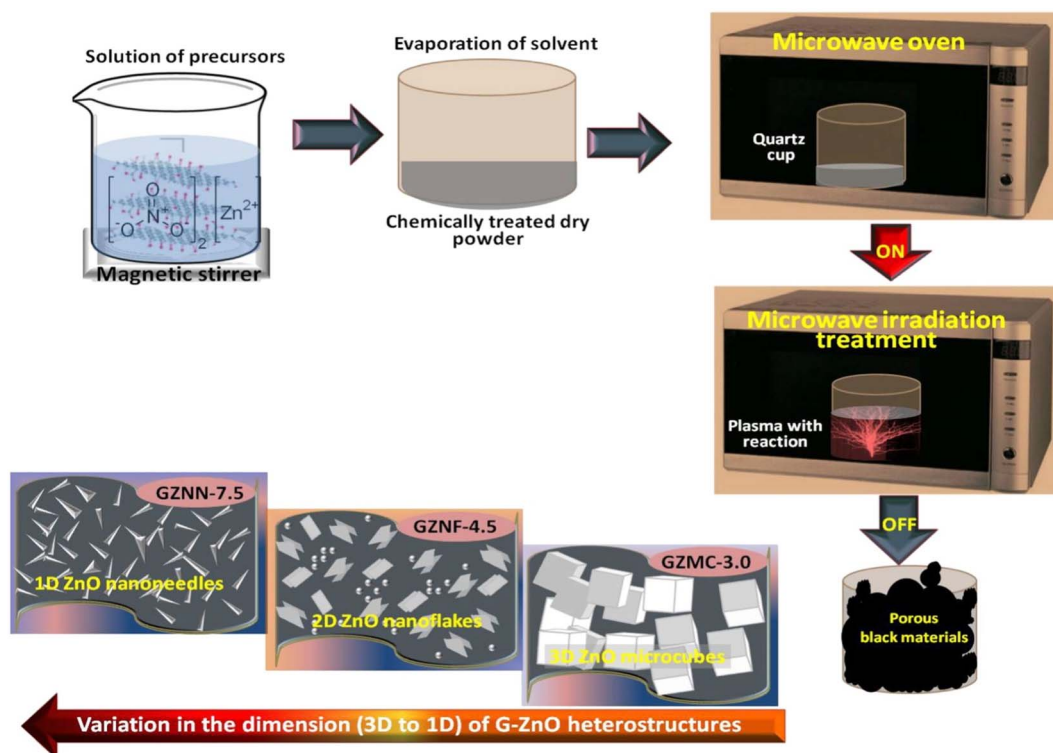 Solution of precursors
O
N+
-O O 2
Zn2+
Magnetic stirrer
Evaporation of solvent
Chemically treated dry
powder
Microwave oven
Quartz
cup
ON
Microwave irradiation
treatment
Plasma with
reaction
OFF
Porous
black materials
GZMC-3.0
3D ZnO microcubes
GZNF-4.5
2D ZnO nanoflakes
GZNN-7.5
1D ZnO nanoneedles
Variation in the dimension (3D to 1D) of G-ZnO heterostructures